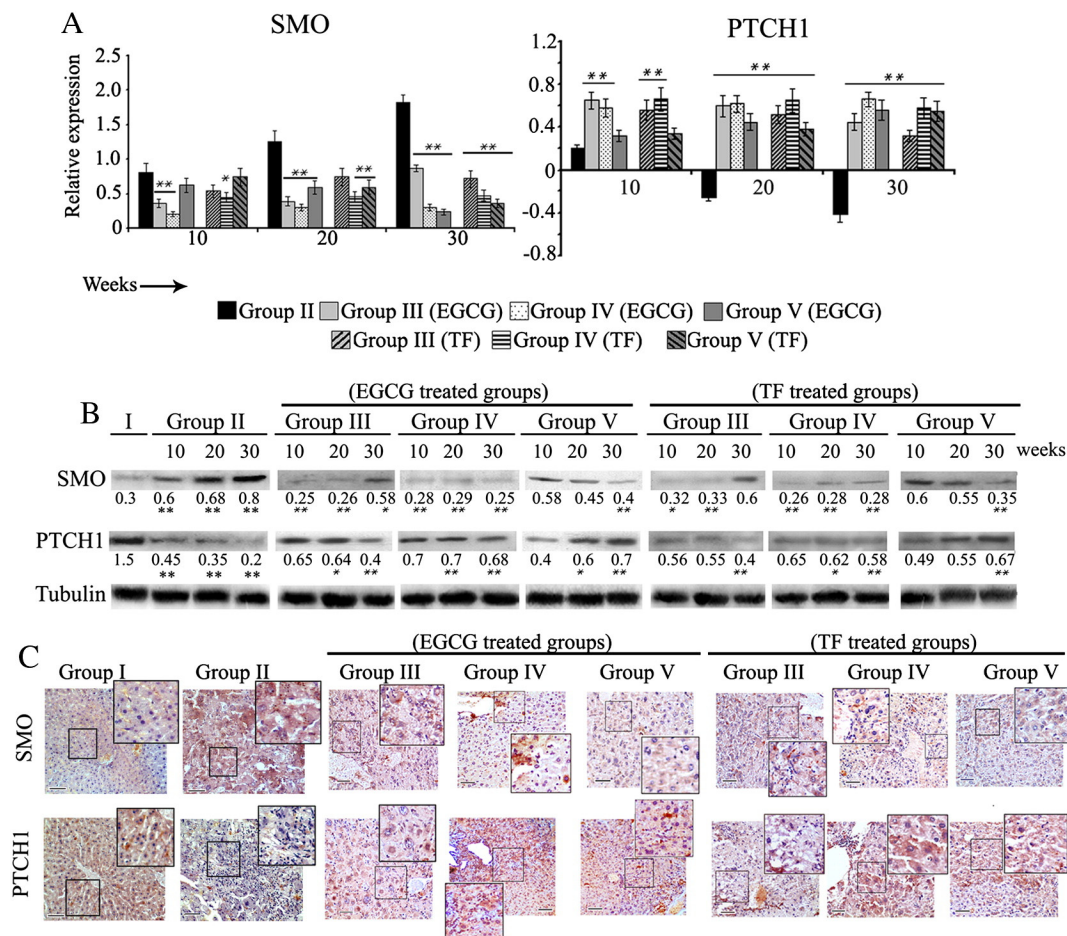 A
SMO
PTCH1
Relative expression
2.5
2.0
1.5
1.0
0.5
0
** * ** ** ** **
10 20 30
1.2
0.8
0.4
0
-0.4
-0.8
** ** ** **
10 20 30
Weeks
Group II Group III (EGCG) Group IV (EGCG) Group V (EGCG)
Group III (TF) Group IV (TF) Group V (TF)
B
(EGCG treated groups) (TF treated groups)
I Group II Group III Group IV Group V Group III Group IV Group V
10 20 30 10 20 30 10 20 30 10 20 30 10 20 30 10 20 30 10 20 30 weeks
SMO
0.3 0.6 0.68 0.8 0.25 0.26 0.58 0.28 0.29 0.25 0.58 0.45 0.4 0.32 0.33 0.6 0.26 0.28 0.28 0.6 0.55 0.35
** ** ** ** ** * ** ** ** ** * ** ** ** ** **
PTCH1
1.5 0.45 0.35 0.2 0.65 0.64 0.4 0.7 0.7 0.68 0.4 0.6 0.7 0.56 0.55 0.4 0.65 0.62 0.58 0.49 0.55 0.67
** ** ** * ** ** ** * ** ** * ** **
Tubulin
C
(EGCG treated groups) (TF treated groups)
Group I Group II Group III Group IV Group V Group III Group IV Group V
SMO
PTCH1